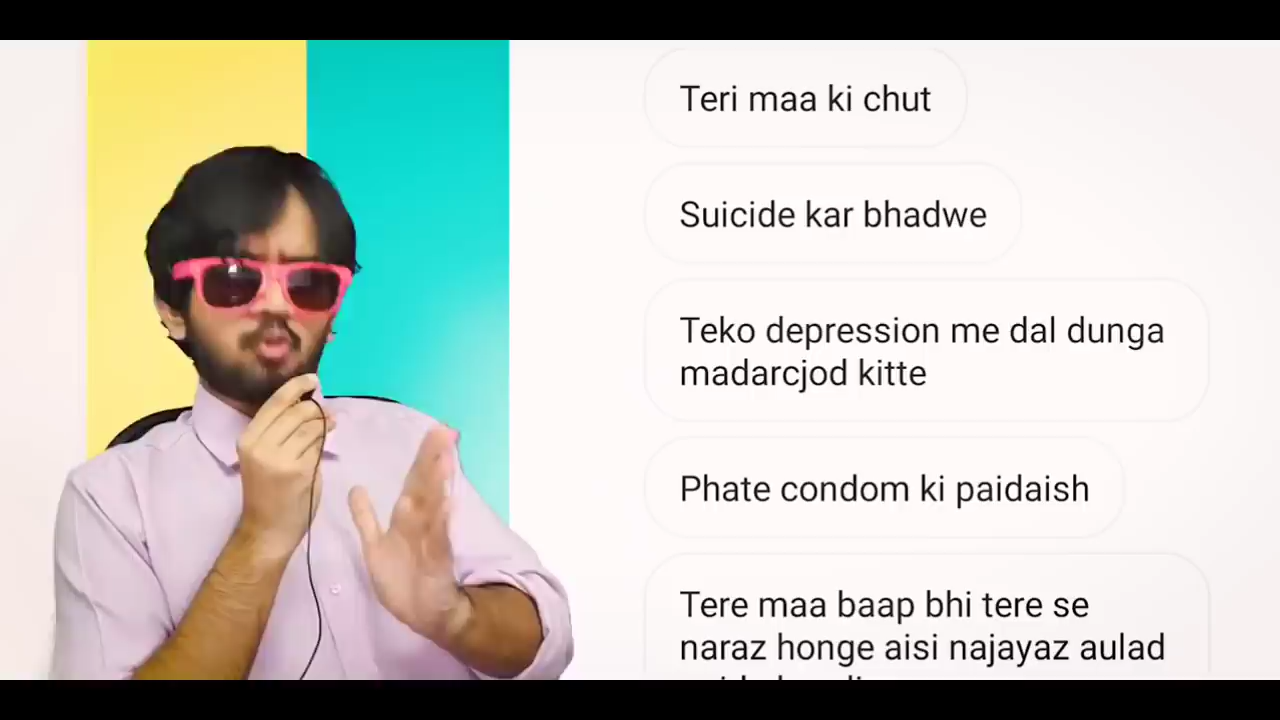 Teri maa ki chut
Suicide kar bhadwe
Teko depression me dal dunga
madarcjod kitte
Phate condom ki paidaish
Tere maa baap bhi tere se
naraz honge aisi najayaz aulad